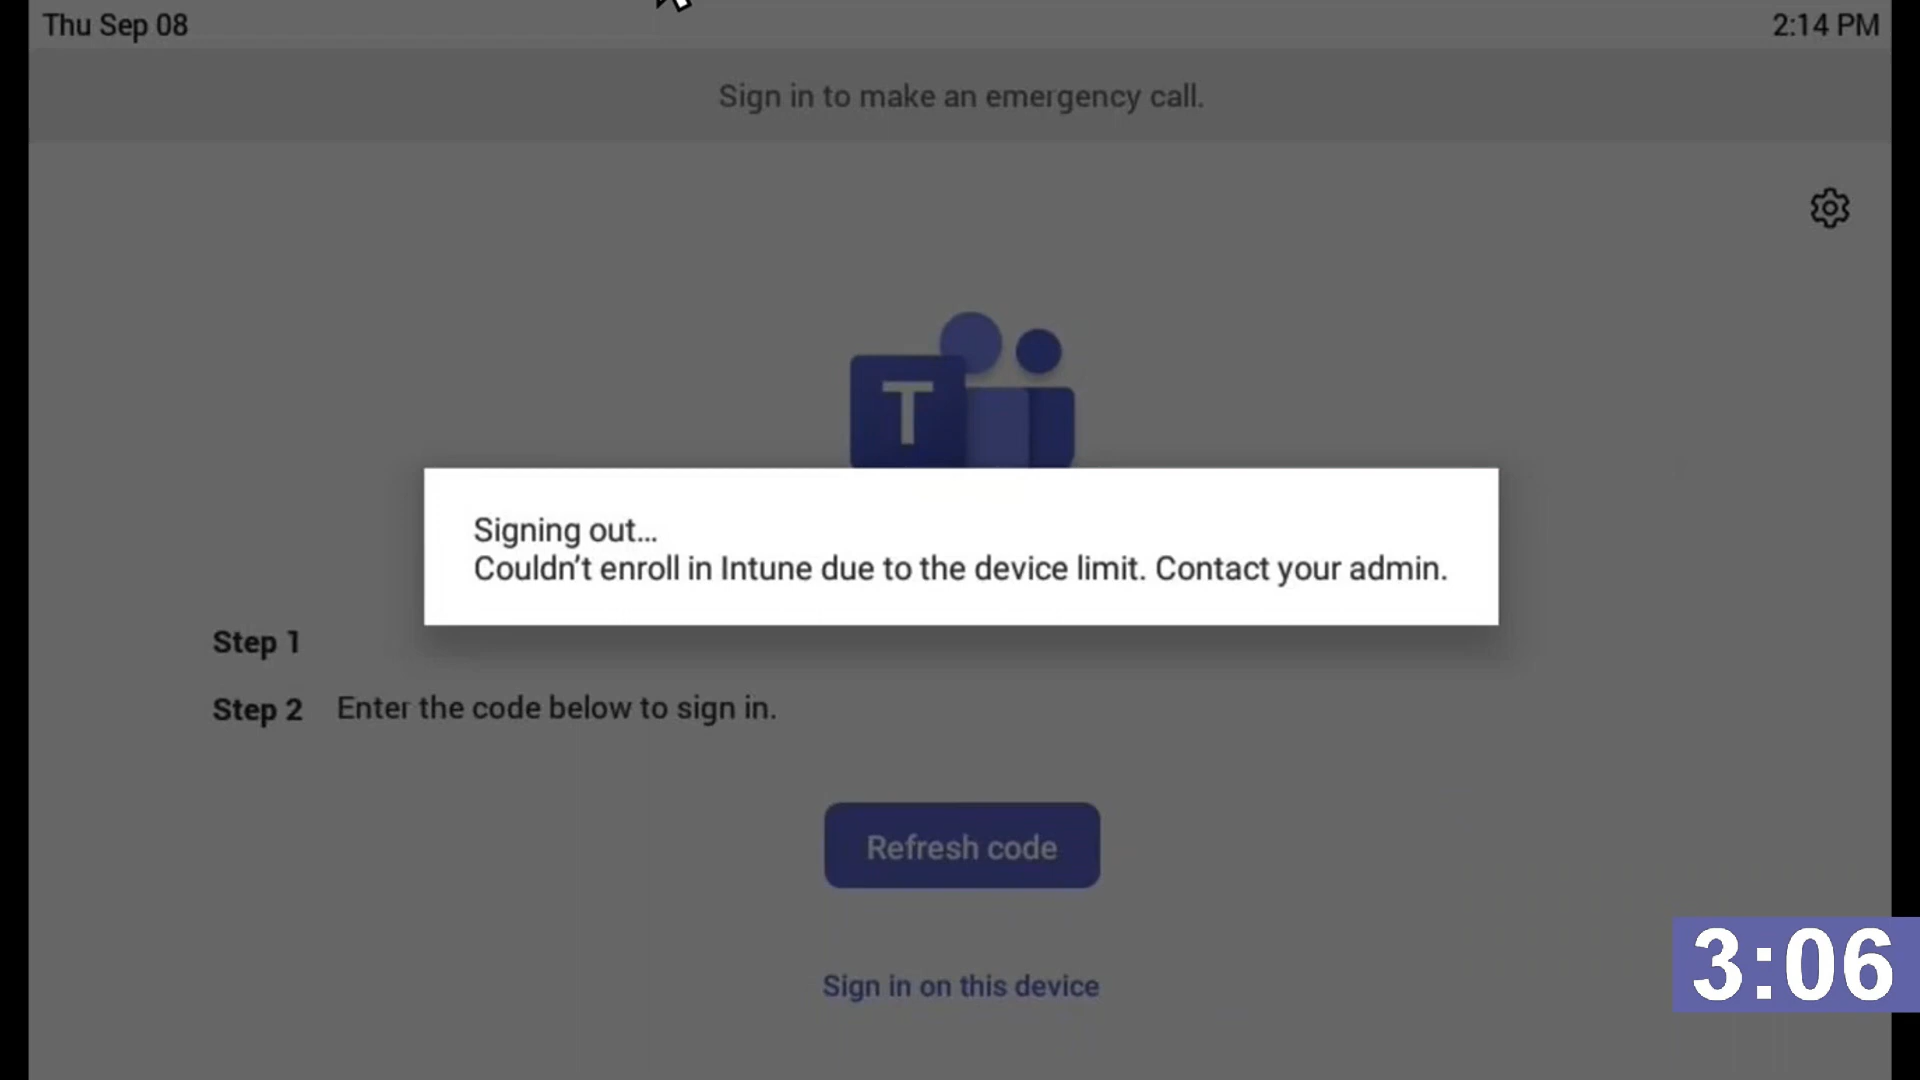 Thu Sep 08
2:14 PM
Sign in to make an emergency call.
T
Signing out...
Couldn't enroll in Intune due to the device limit. Contact your admin.
Step 1
Step 2 Enter the code below to sign in.
Refresh code
Sign in on this device
3:06